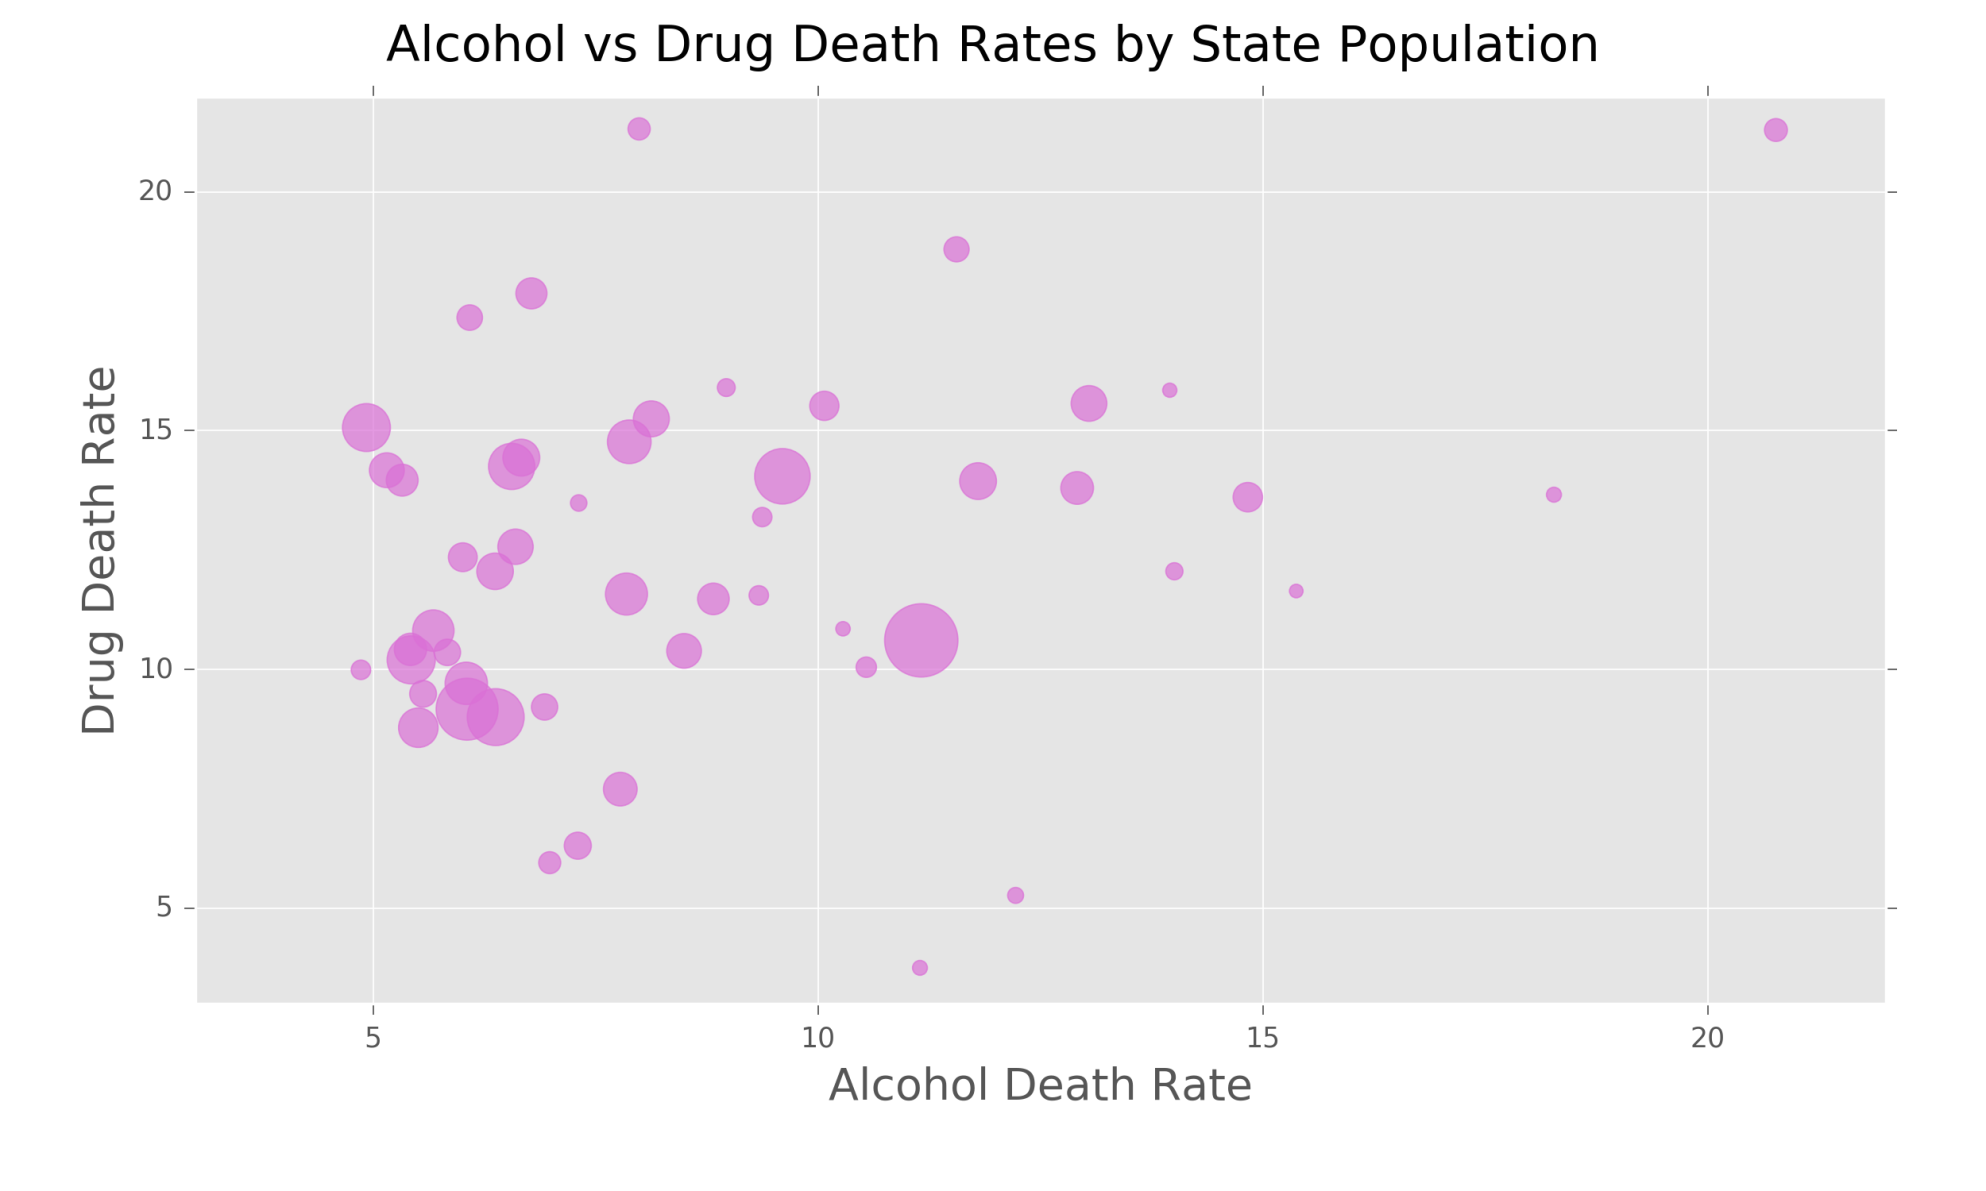 Alcohol vs Drug Death Rates by State Population
20
15
10
5
Drug Death Rate
5 10 15 20
Alcohol Death Rate